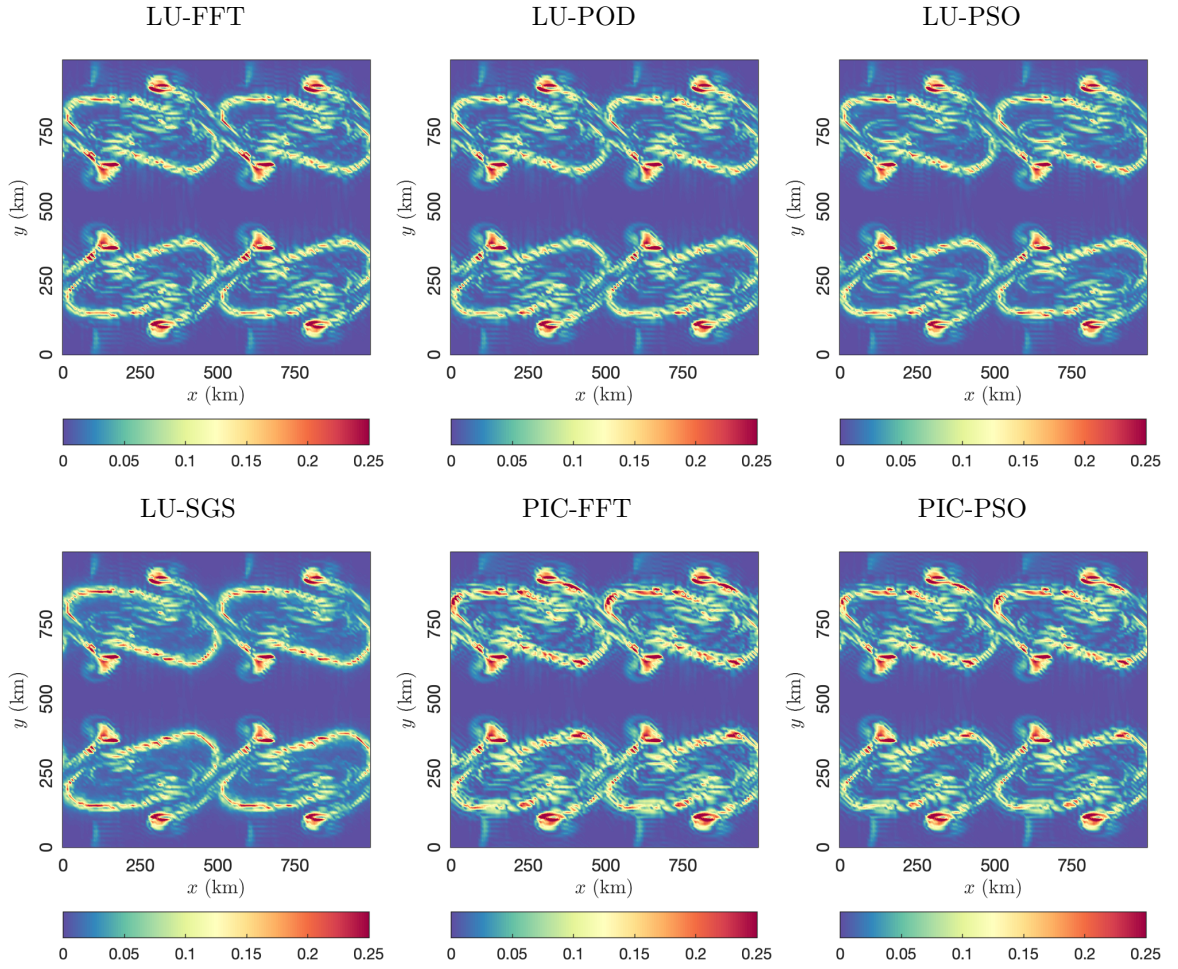 LU-FFT LU-POD LU-PSO
y (km) 750 500 250 0
y (km) 750 500 250 0
y (km) 750 500 250 0
0 250 500 750 0 250 500 750 0 250 500 750
x (km) x (km) x (km)
0 0.05 0.1 0.15 0.2 0.25 0 0.05 0.1 0.15 0.2 0.25 0 0.05 0.1 0.15 0.2 0.25
LU-SGS PIC-FFT PIC-PSO
y (km) 750 500 250 0
y (km) 750 500 250 0
y (km) 750 500 250 0
0 250 500 750 0 250 500 750 0 250 500 750
x (km) x (km) x (km)
0 0.05 0.1 0.15 0.2 0.25 0 0.05 0.1 0.15 0.2 0.25 0 0.05 0.1 0.15 0.2 0.25